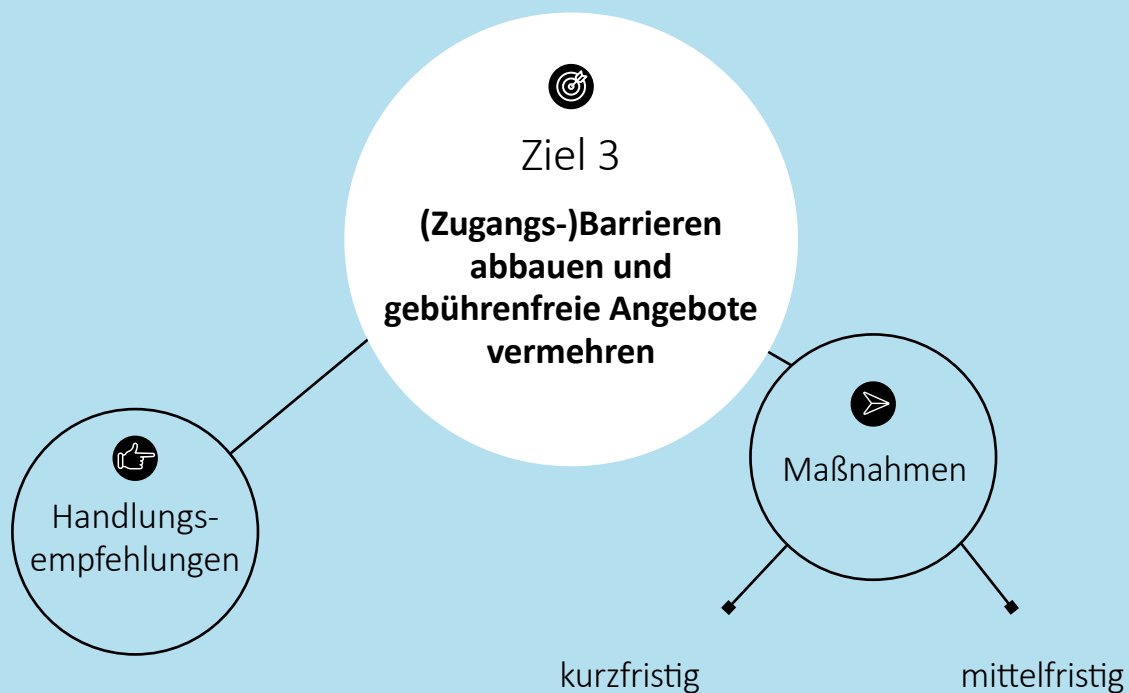 Ziel 3
(Zugangs-)Barrieren
abbauen und
gebührenfreie Angebote
vermehren
Handlungs-
empfehlungen
Maßnahmen
kurzfristig
mittelfristig